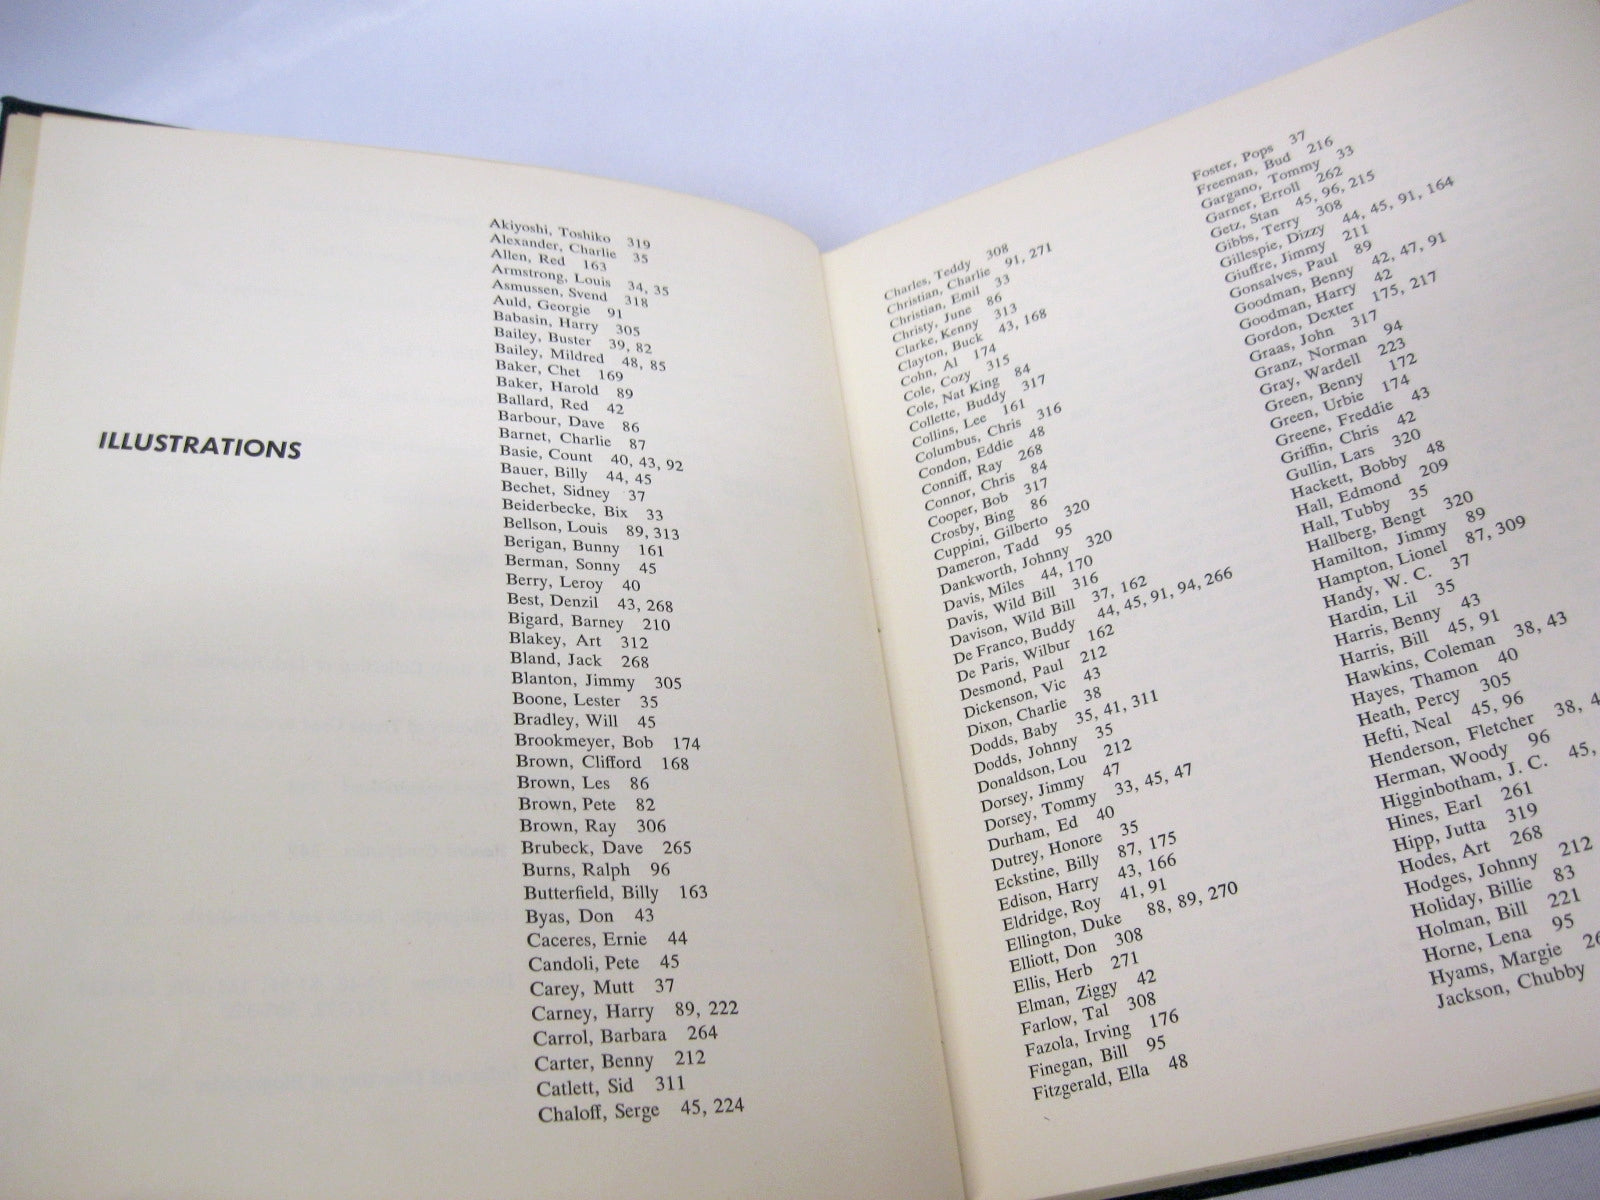 ILLUSTRATIONS
Akiyoshi, Toshiko 319
Alexander, Charlie 35
Allen, Red 163
Armstrong, Louis 34, 35
Asmussen, Svend 318
Auld, Georgie 91
Babasin, Harry 305
Bailey, Buster 39, 82
Bailey, Mildred 48, 85
Baker, Chet 169
Baker, Harold 89
Ballard, Red 42
Barbour, Dave 86
Barnet, Charlie 87
Basie, Count 40, 43, 92
Bauer, Billy 44, 45
Bechet, Sidney 37
Beiderbecke, Bix 33
Bellson, Louis 89, 313
Berigan, Bunny 161
Berman, Sonny 45
Berry, Leroy 40
Best, Denzil 43, 268
Bigard, Barney 210
Blakey, Art 312
Bland, Jack 268
Blanton, Jimmy 305
Boone, Lester 35
Bradley, Will 45
Brookmeyer, Bob 174
Brown, Clifford 168
Brown, Les 86
Brown, Pete 82
Brown, Ray 306
Brubeck, Dave 265
Burns, Ralph 96
Butterfield, Billy 163
Byas, Don 43
Caceres, Ernie 44
Candoli, Pete 45
Carey, Mutt 37
Carney, Harry 89, 222
Carrol, Barbara 264
Carter, Benny 212
Catlett, Sid 311
Chaloff, Serge 45, 224
Charles, Teddy 308
Christian, Charlie 91, 271
Christian, Emil 33
Christy, June 86
Clarke, Kenny 313
Clayton, Buck 43, 168
Cohn, Al 174
Cole, Cozy 315
Cole, Nat King 84
Collette, Buddy 317
Collins, Lee 161
Columbus, Chris 316
Condon, Eddie 48
Conniff, Ray 268
Connor, Chris 84
Cooper, Bob 317
Crosby, Bing 86
Cuppini, Gilberto 320
Dameron, Tadd 95
Dankworth, Johnny 320
Davis, Miles 44, 170
Davis, Wild Bill 316
Davison, Wild Bill 37, 162
De Franco, Buddy 44, 45, 91, 94, 266
De Paris, Wilbur 162
Desmond, Paul 212
Dickenson, Vic 43
Dixon, Charlie 38
Dodds, Baby 35, 41, 311
Dodds, Johnny 35
Donaldson, Lou 212
Dorsey, Jimmy 47
Dorsey, Tommy 33, 45, 47
Durham, Ed 40
Dutrey, Honore 35
Eckstine, Billy 87, 175
Edison, Harry 43, 166
Eldridge, Roy 41, 91
Ellington, Duke 88, 89, 270
Elliott, Don 308
Ellis, Herb 271
Elman, Ziggy 42
Farlow, Tal 308
Fazola, Irving 176
Finegan, Bill 95
Fitzgerald, Ella 48
Foster, Pops 37
Freeman, Bud 216
Gargano, Tommy 33
Garner, Erroll 262
Getz, Stan 45, 96, 215
Gibbs, Terry 308
Gillespie, Dizzy 44, 45, 91, 164
Giuffre, Jimmy 211
Gonsalves, Paul 89
Goodman, Benny 42, 47, 91
Goodman, Harry 42
Gordon, Dexter 175, 217
Graas, John 317
Granz, Norman 94
Gray, Wardell 223
Green, Benny 172
Green, Urbie 174
Greene, Freddie 43
Griffin, Chris 42
Gullin, Lars 320
Hackett, Bobby 48
Hall, Edmond 209
Hall, Tubby 35
Hallberg, Bengt 320
Hamilton, Jimmy 89
Hampton, Lionel 87, 309
Handy, W. C. 37
Hardin, Lil 35
Harris, Benny 43
Harris, Bill 45, 91
Hawkins, Coleman 38, 43
Hayes, Thamon 40
Heath, Percy 305
Hefti, Neal 45, 96
Henderson, Fletcher 38,
Herman, Woody 96
Higginbotham, J. C. 45,
Hines, Earl 261
Hipp, Jutta 319
Hodes, Art 268
Hodges, Johnny 212
Holiday, Billie 83
Holman, Bill 221
Horne, Lena 95
Hyams, Margie
Jackson, Chubby